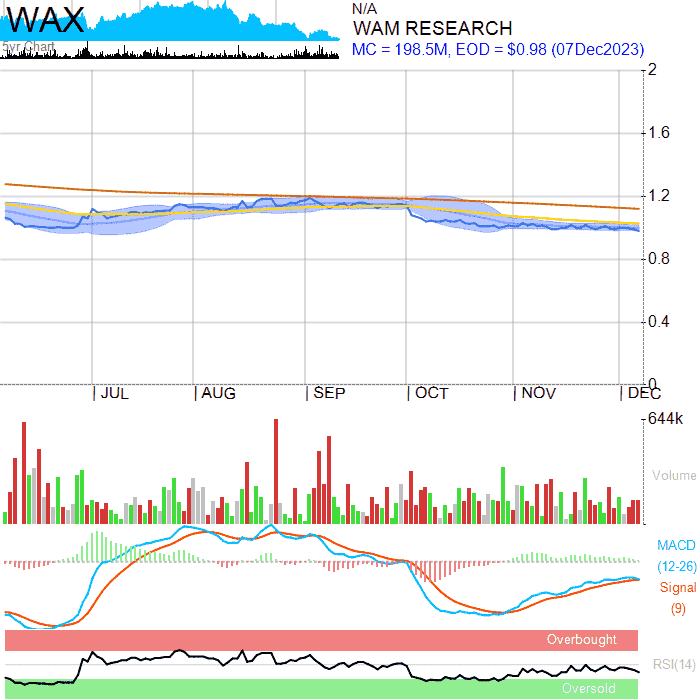 WAX
5yr Chart
N/A
WAM RESEARCH
MC = 198.5M, EOD = $0.98 (07Dec2023)
2
1.6
1.2
0.8
0.4
0
JUL AUG SEP OCT NOV DEC
644k
Volume
MACD
(12-26)
Signal
(9)
Overbought
RSI(14)
Oversold